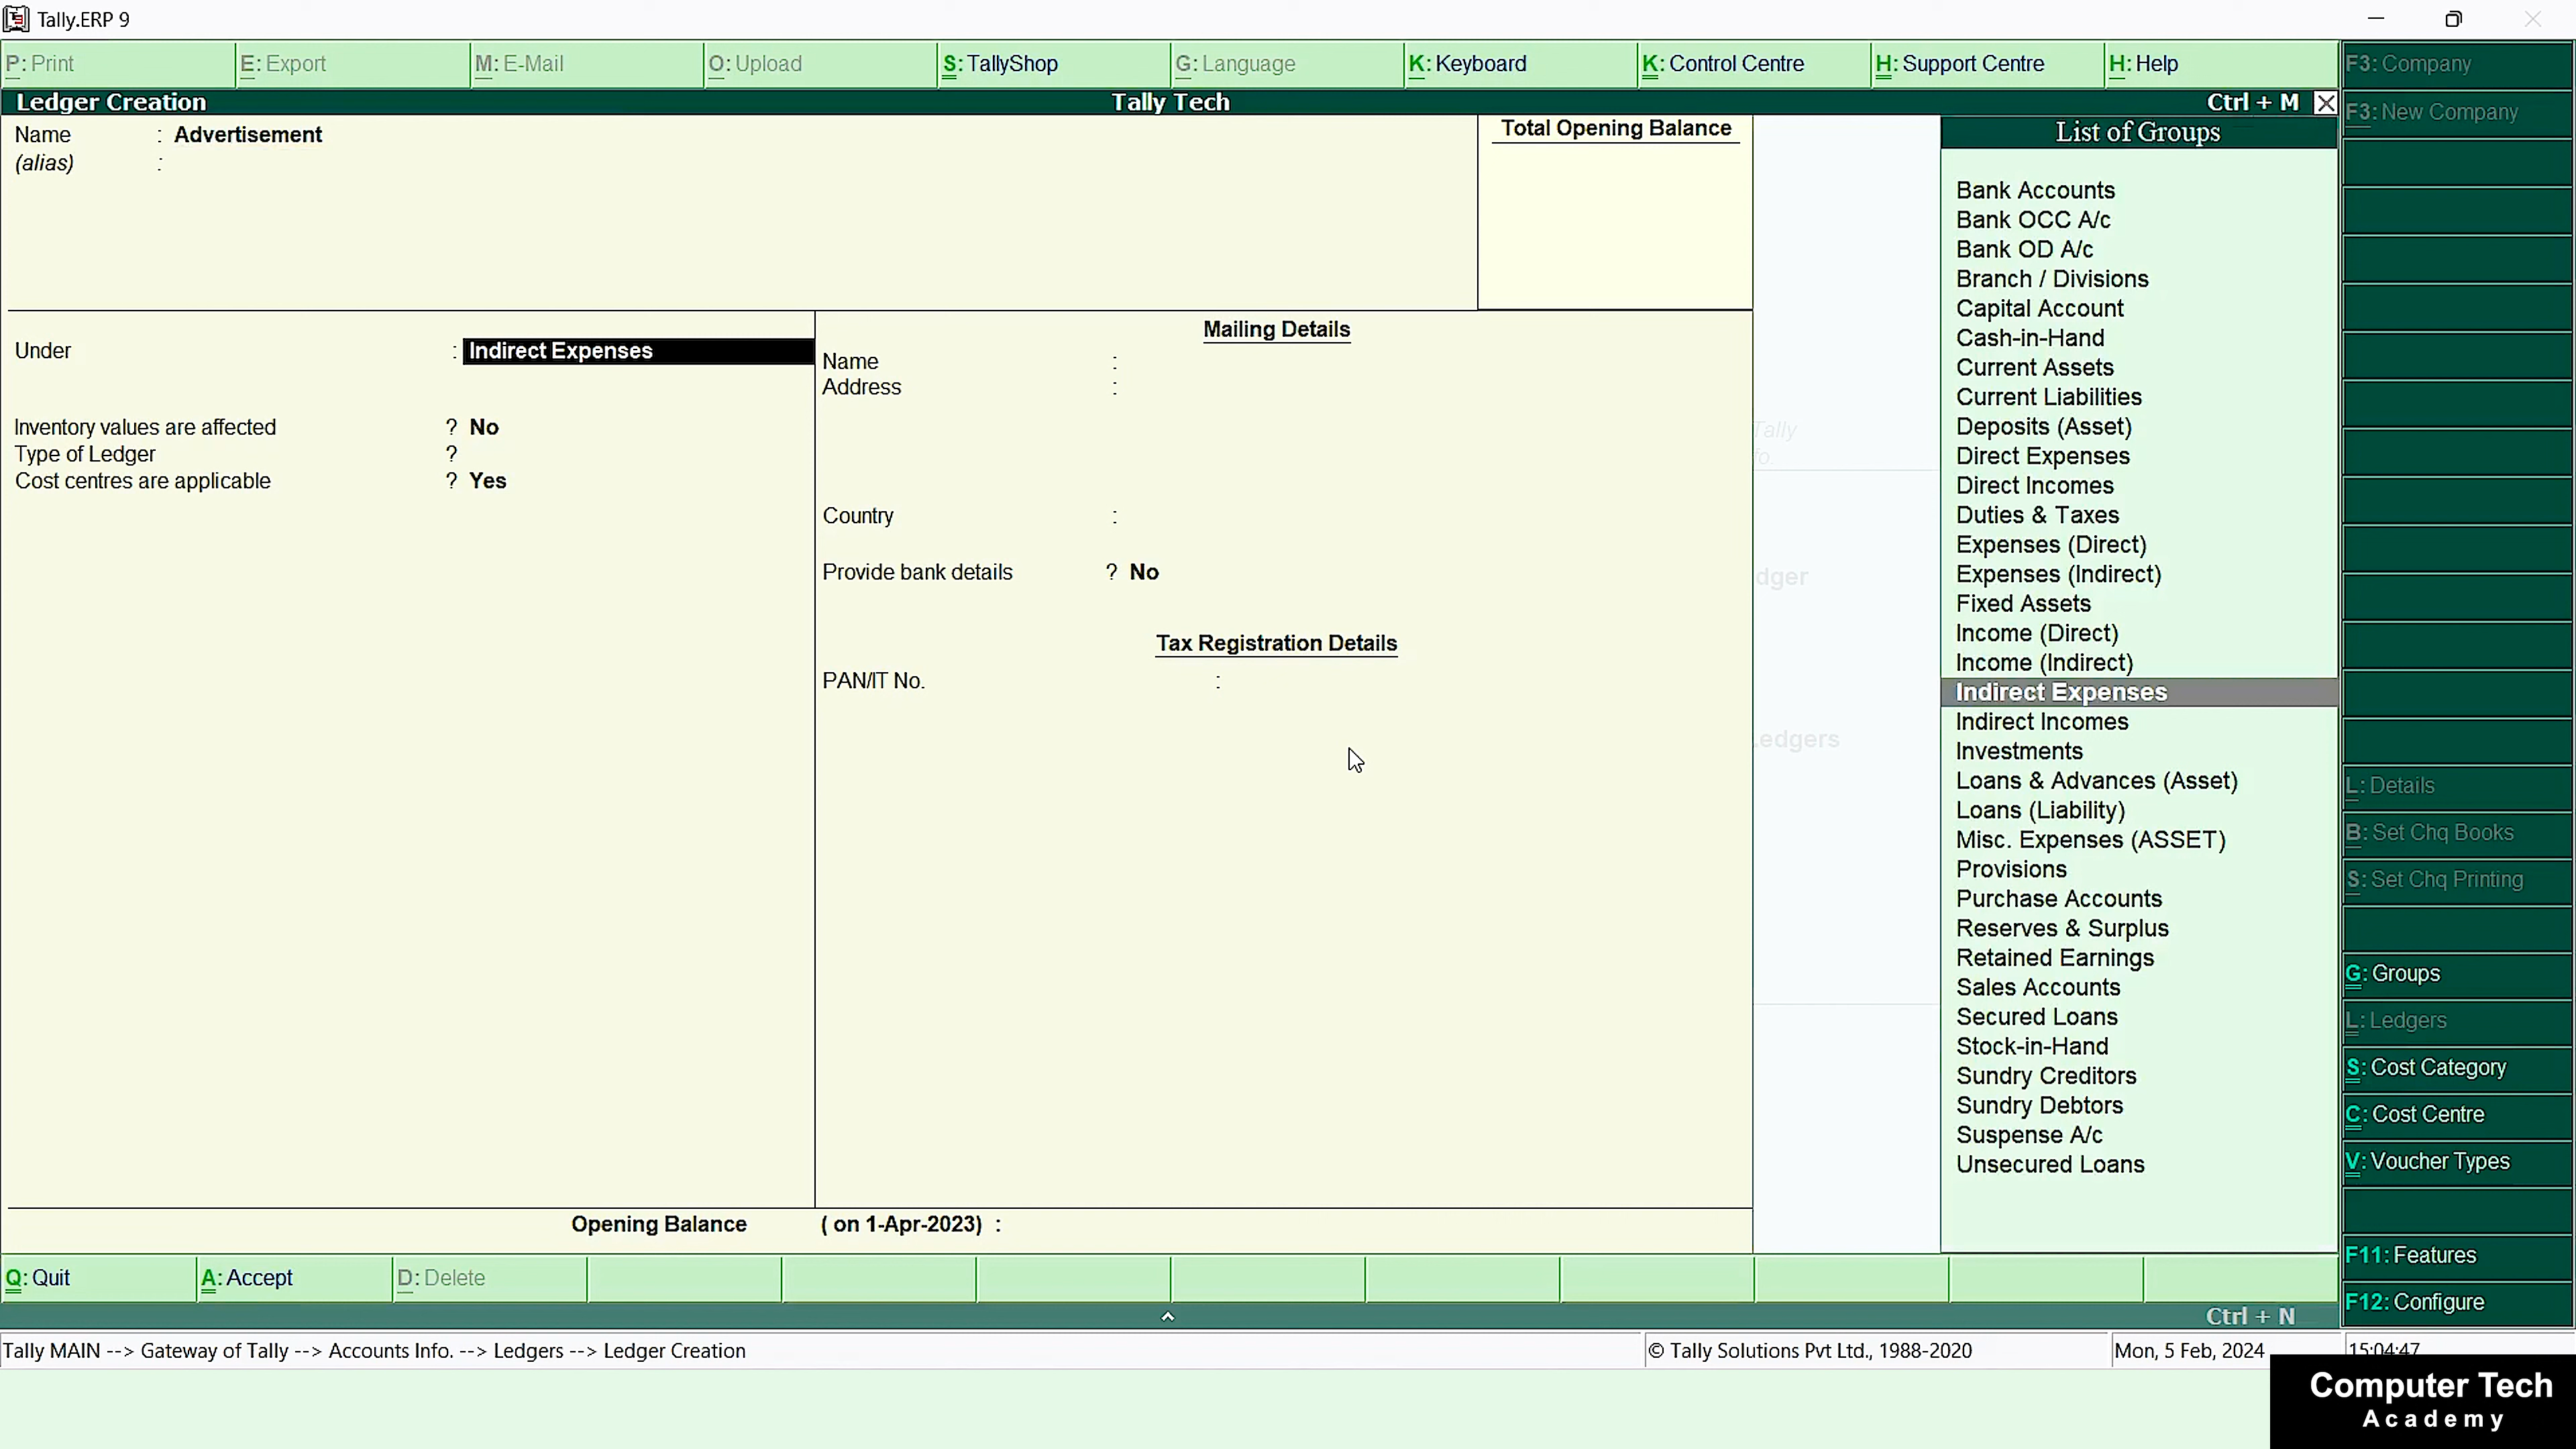 Tally.ERP 9
P: Print E: Export M: E-Mail O: Upload S: TallyShop G: Language K: Keyboard K: Control Centre H: Support Centre H: Help
Ledger Creation Tally Tech Ctrl + M
Name : Advertisement
(alias) :
Total Opening Balance
Under : Indirect Expenses
Inventory values are affected ? No
Type of Ledger ?
Cost centres are applicable ? Yes
Mailing Details
Name :
Address :
Country :
Provide bank details ? No
Tax Registration Details
PAN/IT No. :
Opening Balance ( on 1-Apr-2023) :
Tally
fo.
dger
edgers
List of Groups
Bank Accounts
Bank OCC A/c
Bank OD A/c
Branch / Divisions
Capital Account
Cash-in-Hand
Current Assets
Current Liabilities
Deposits (Asset)
Direct Expenses
Direct Incomes
Duties & Taxes
Expenses (Direct)
Expenses (Indirect)
Fixed Assets
Income (Direct)
Income (Indirect)
Indirect Expenses
Indirect Incomes
Investments
Loans & Advances (Asset)
Loans (Liability)
Misc. Expenses (ASSET)
Provisions
Purchase Accounts
Reserves & Surplus
Retained Earnings
Sales Accounts
Secured Loans
Stock-in-Hand
Sundry Creditors
Sundry Debtors
Suspense A/c
Unsecured Loans
F3: Company
F3: New Company
L: Details
B: Set Chq Books
S: Set Chq Printing
G: Groups
L: Ledgers
S: Cost Category
C: Cost Centre
V: Voucher Types
F11: Features
F12: Configure
Q: Quit A: Accept D: Delete
Ctrl + N
Tally MAIN --> Gateway of Tally --> Accounts Info. --> Ledgers --> Ledger Creation © Tally Solutions Pvt Ltd., 1988-2020 Mon, 5 Feb, 2024 15:04:47
Computer Tech
Academy